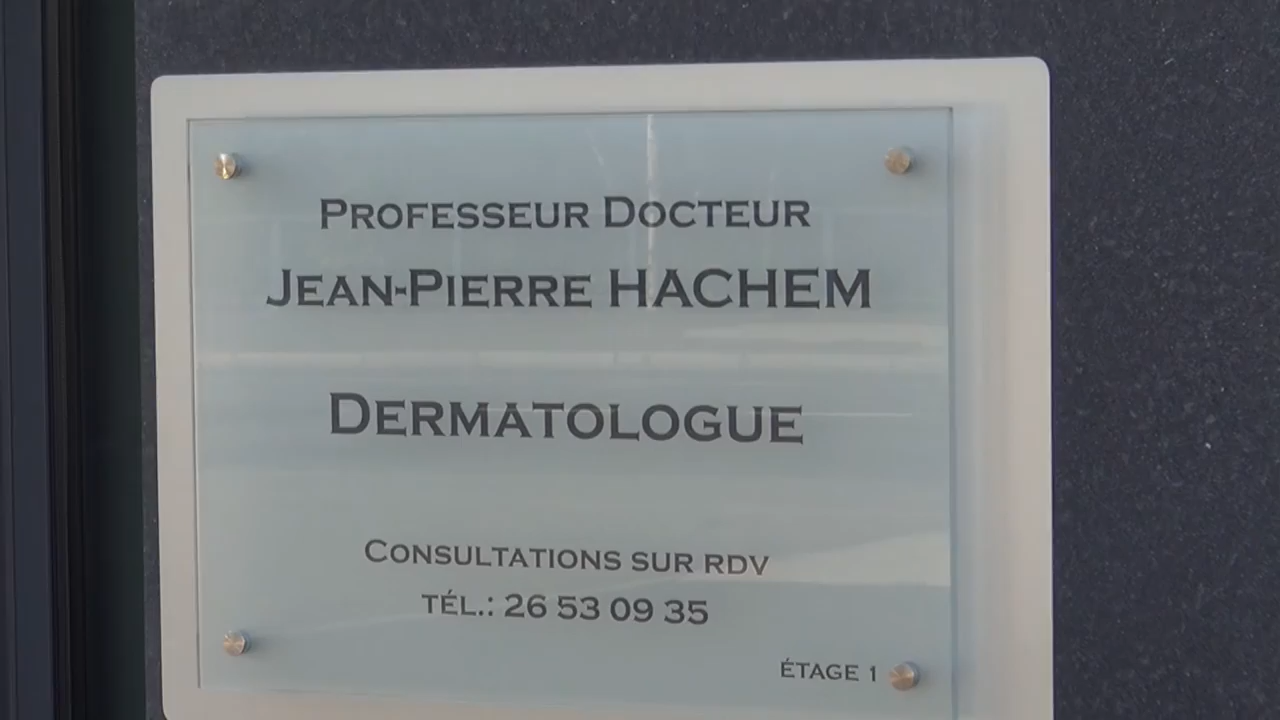 Professeur Docteur
Jean-Pierre HACHEM
Dermatologue
Consultations sur rdv
tél.: 26 53 09 35
étage 1